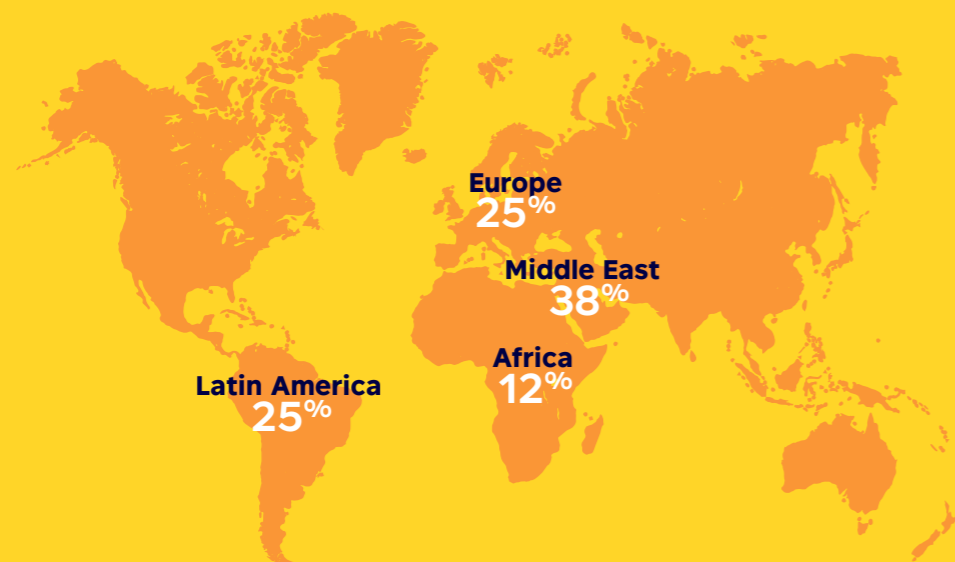 Europe
25%
Middle East
38%
Africa
12%
Latin America
25%